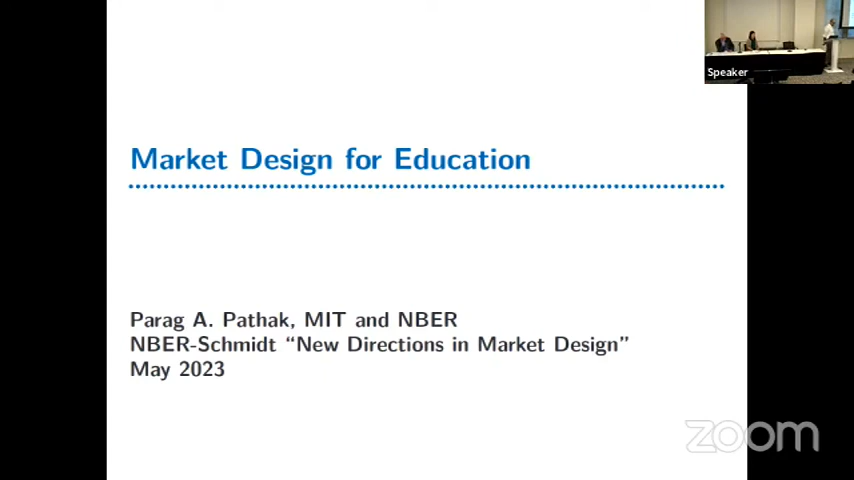 Speaker
Market Design for Education
Parag A. Pathak, MIT and NBER
NBER-Schmidt “New Directions in Market Design”
May 2023
zoom